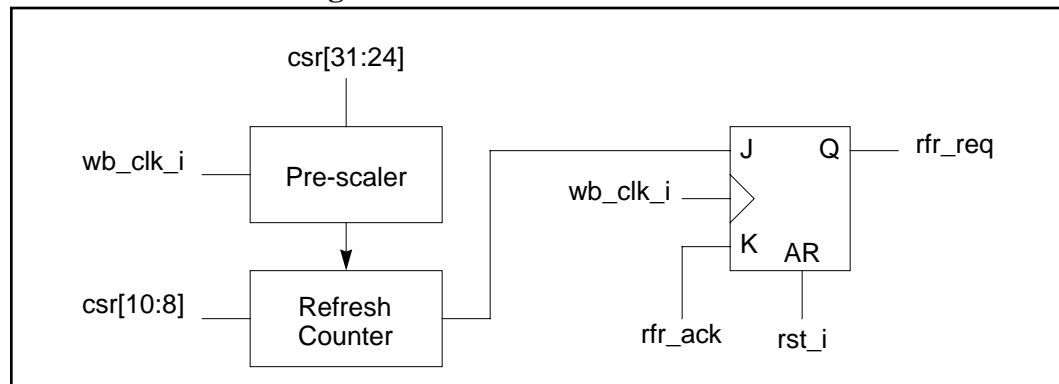 csr[31:24]
wb_clk_i
Pre-scaler
J
Q
rfr_req
wb_clk_i
K
AR
csr[10:8]
Refresh
Counter
rfr_ack
rst_i